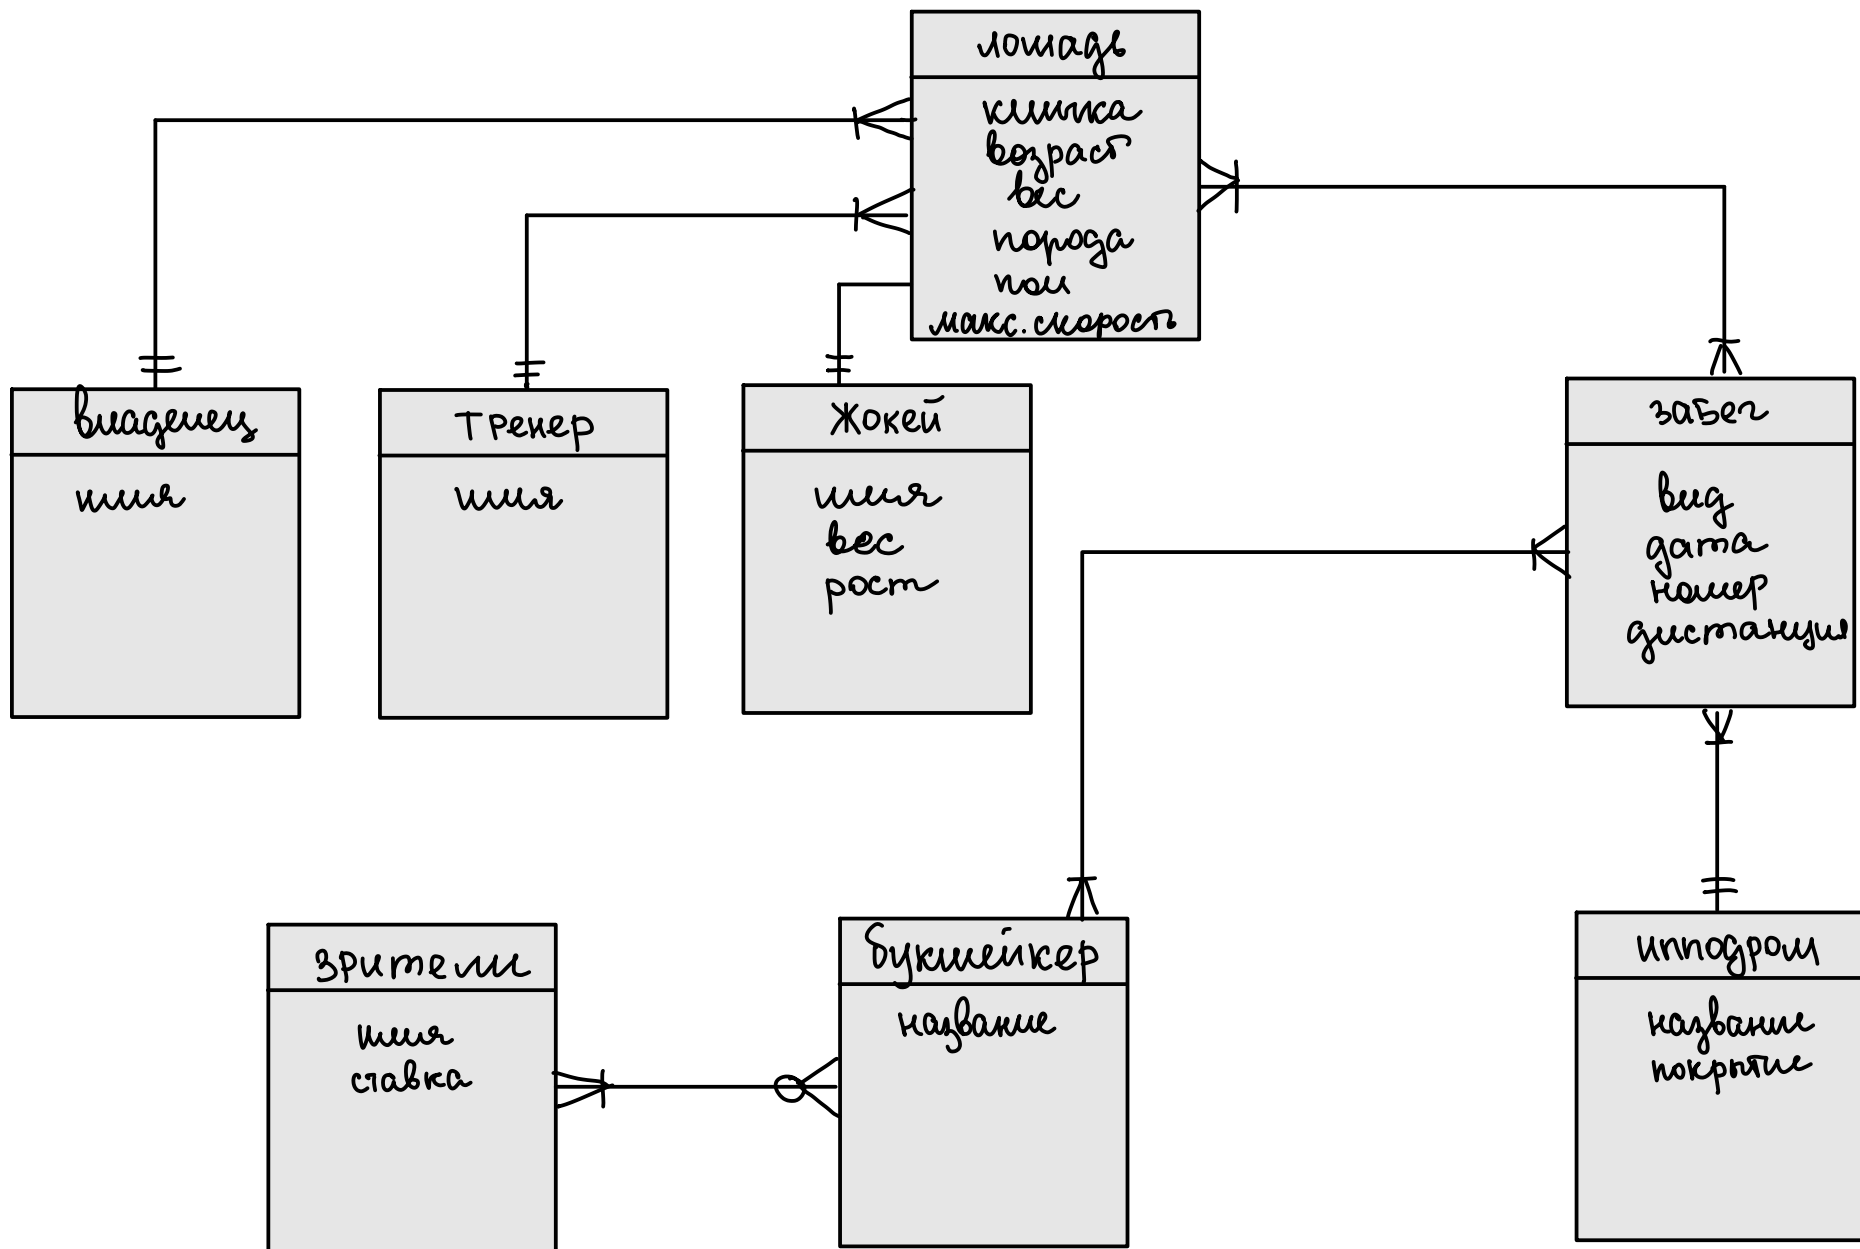 лошадь
кличка
возраст
вес
порода
пол
макс. скорость
владелец
имя
Тренер
имя
Жокей
имя
вес
рост
забег
вид
дата
номер
дистанция
зрители
имя
ставка
букмейкер
название
ипподром
название
покрытие